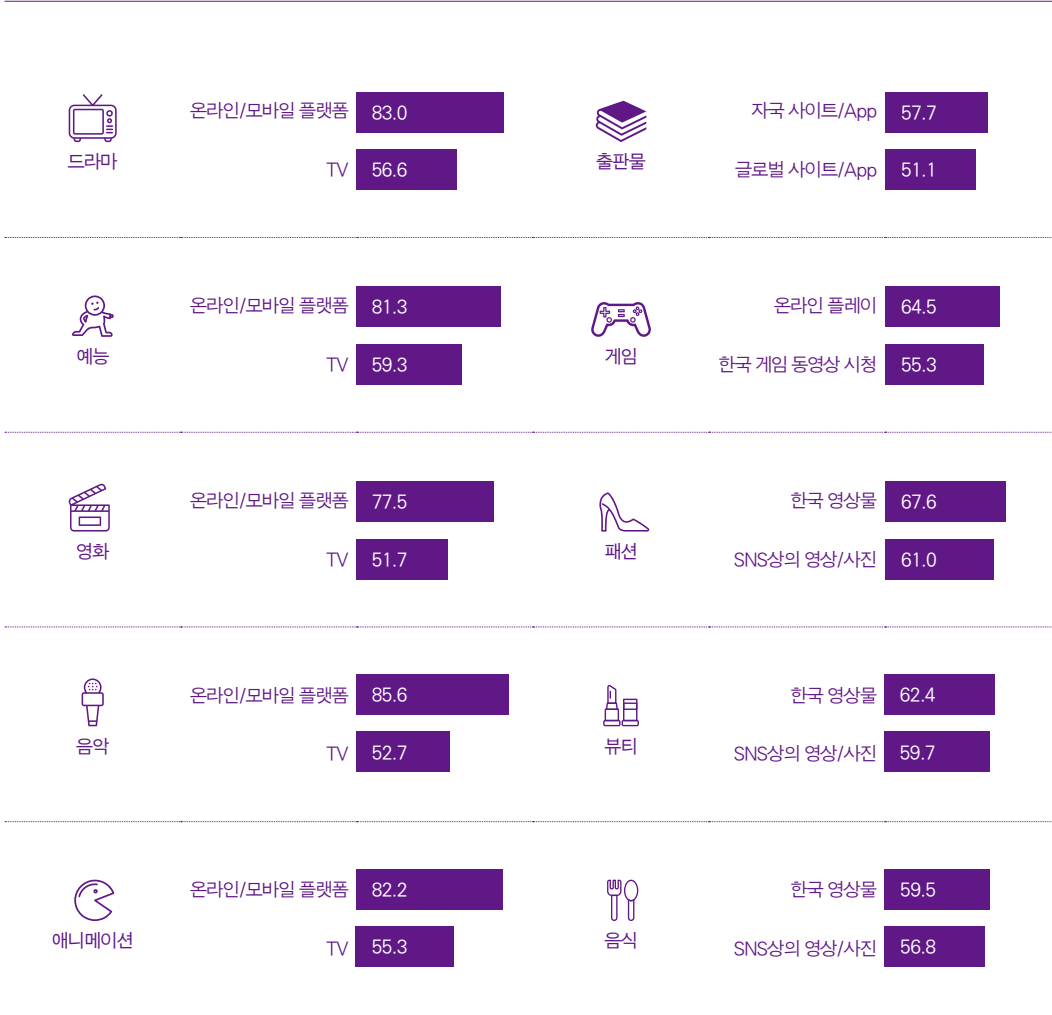 드라마
온라인/모바일 플랫폼 83.0
TV 56.6
출판물
자국 사이트/App 57.7
글로벌 사이트/App 51.1
예능
온라인/모바일 플랫폼 81.3
TV 59.3
게임
온라인 플레이 64.5
한국 게임 동영상 시청 55.3
영화
온라인/모바일 플랫폼 77.5
TV 51.7
패션
한국 영상물 67.6
SNS상의 영상/사진 61.0
음악
온라인/모바일 플랫폼 85.6
TV 52.7
뷰티
한국 영상물 62.4
SNS상의 영상/사진 59.7
애니메이션
온라인/모바일 플랫폼 82.2
TV 55.3
음식
한국 영상물 59.5
SNS상의 영상/사진 56.8